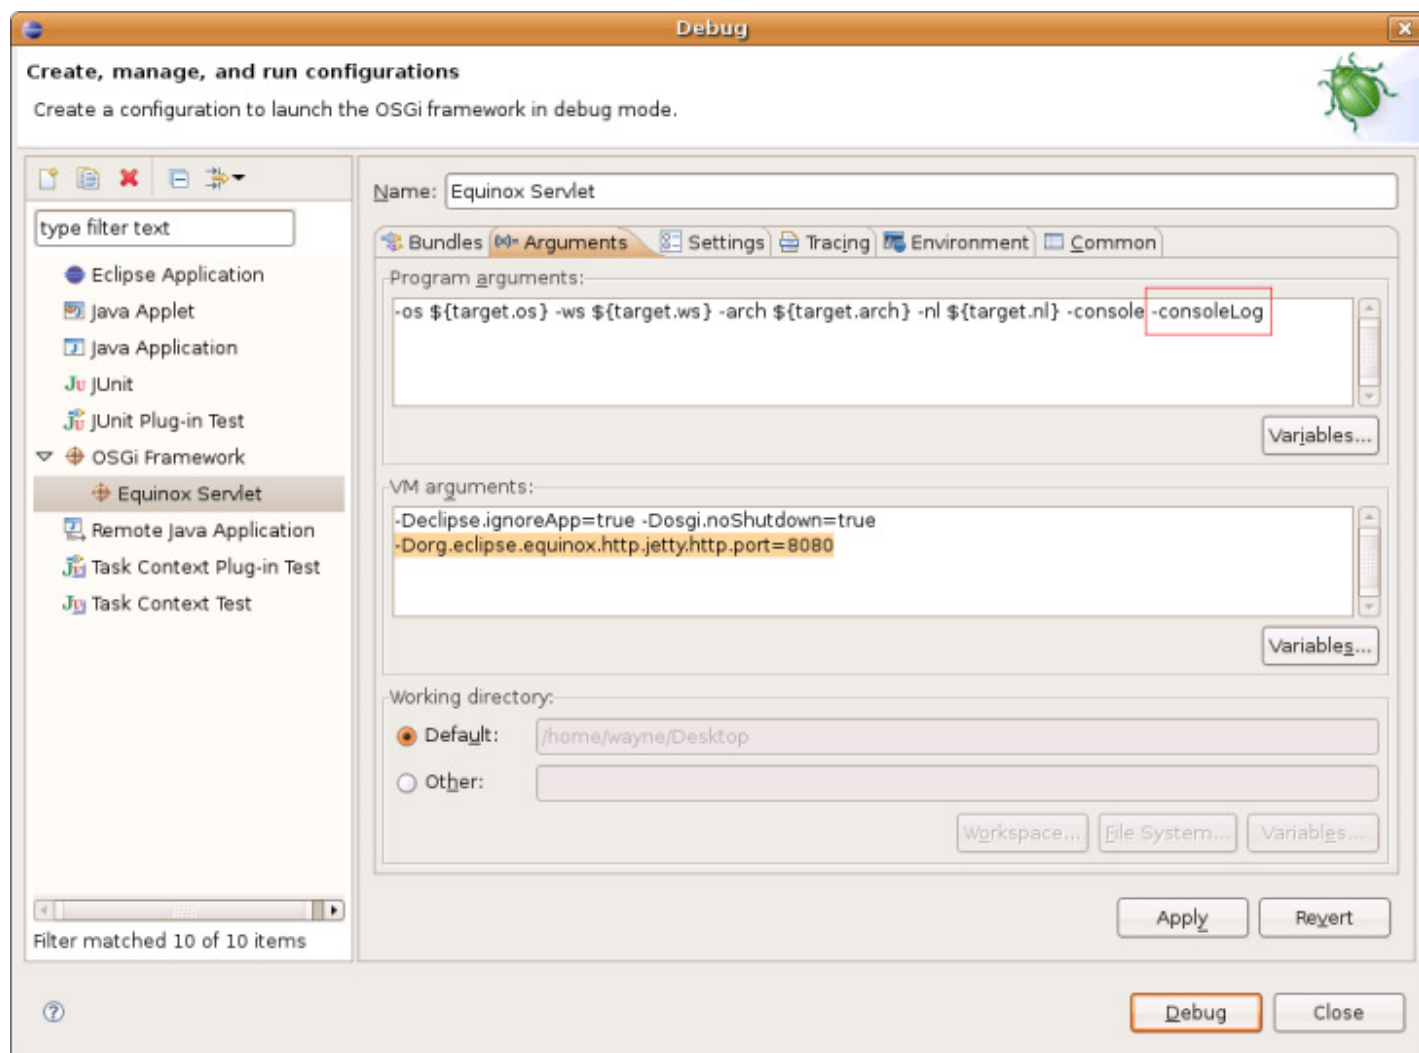 Debug
Create, manage, and run configurations
Create a configuration to launch the OSGi framework in debug mode.
type filter text
Eclipse Application
Java Applet
Java Application
JUnit
JUnit Plug-in Test
OSGi Framework
Equinox Servlet
Remote Java Application
Task Context Plug-in Test
Task Context Test
Filter matched 10 of 10 items
Name: Equinox Servlet
Bundles Arguments Settings Tracing Environment Common
Program arguments:
-os ${target.os} -ws ${target.ws} -arch ${target.arch} -nl ${target.nl} -console -consoleLog
Variables...
VM arguments:
-Declipse.ignoreApp=true -Dosgi.noShutdown=true
-Dorg.eclipse.equinox.http.jetty.http.port=8080
Variables...
Working directory:
Default: /home/wayne/Desktop
Other:
Workspace... File System... Variables...
Apply Revert
Debug Close